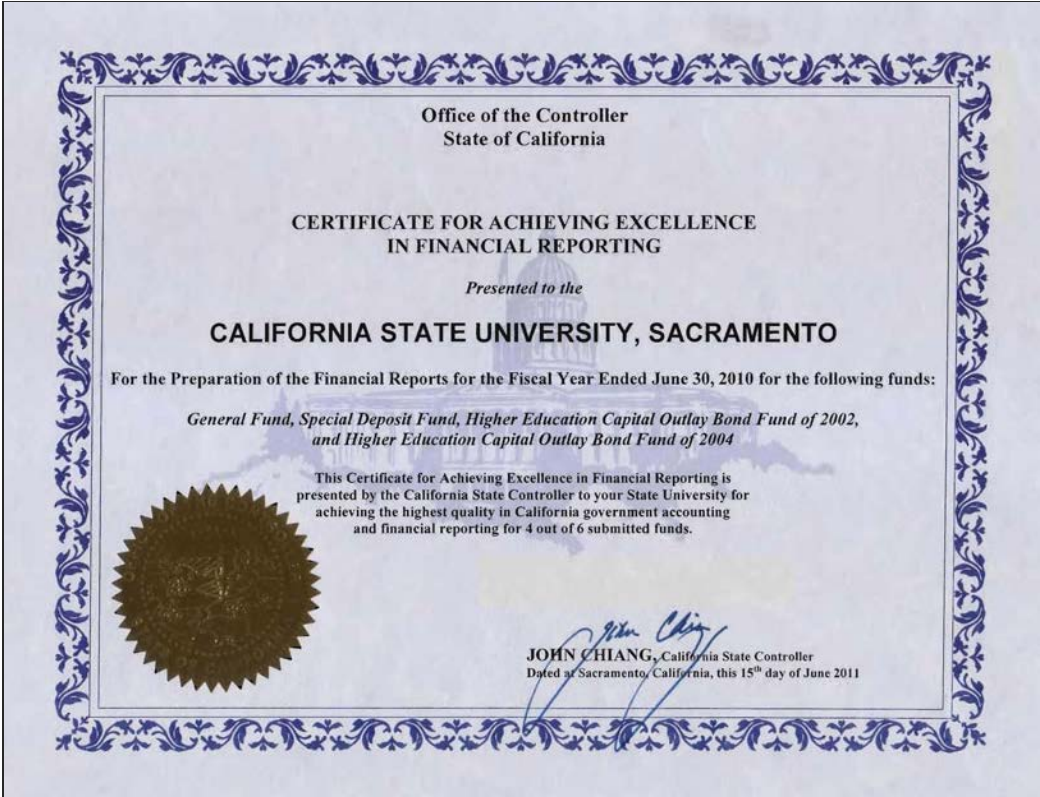 Office of the Controller
State of California
CERTIFICATE FOR ACHIEVING EXCELLENCE
IN FINANCIAL REPORTING
Presented to the
CALIFORNIA STATE UNIVERSITY, SACRAMENTO
For the Preparation of the Financial Reports for the Fiscal Year Ended June 30, 2010 for the following funds:
General Fund, Special Deposit Fund, Higher Education Capital Outlay Bond Fund of 2002,
and Higher Education Capital Outlay Bond Fund of 2004
This Certificate for Achieving Excellence in Financial Reporting is
presented by the California State Controller to your State University for
achieving the highest quality in California government accounting
and financial reporting for 4 out of 6 submitted funds.
John Chiang
JOHN CHIANG, California State Controller
Dated at Sacramento, California, this 15th day of June 2011